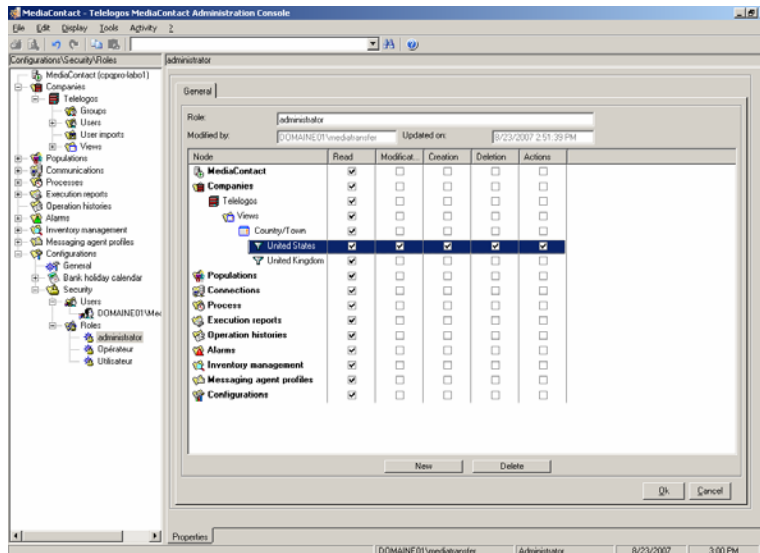 MediaContact - Telelogos MediaContact Administration Console
File Edit Display Tools Activity ?
Configurations\Security\Roles
administrator
MediaContact (cpqpro-labo1)
Companies
Telelogos
Groups
Users
User imports
Views
Populations
Communications
Processes
Execution reports
Operation histories
Alarms
Inventory management
Messaging agent profiles
Configurations
General
Bank holiday calendar
Security
Users
DOMAINE01\Med
Roles
administrator
Opérateur
Utilisateur
General
Role: administrator
Modified by: DOMAINE01\mediatransfer Updated on: 8/23/2007 2:51:39 PM
Node Read Modificat... Creation Deletion Actions
MediaContact
Companies
Telelogos
Views
Country/Town
United States
United Kingdom
Populations
Connections
Process
Execution reports
Operation histories
Alarms
Inventory management
Messaging agent profiles
Configurations
New Delete
Ok Cancel
Properties
DOMAINE01\mediatransfer Administrator 8/23/2007 3:00 PM